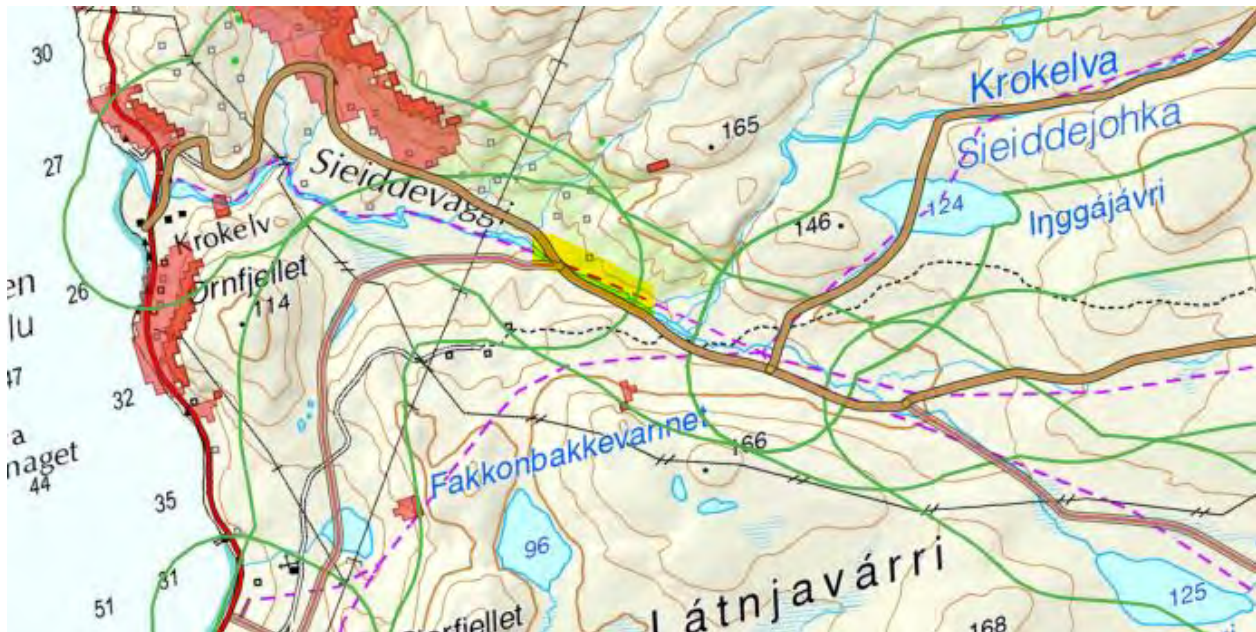 30
Krokelva
165
Sieiddejohka
27
Sieiddevággi
124
Iŋggájávri
146
Krokelv
en
26
Ørnfjellet
lu
114
47
32
a
166
Fakkonbakkevannet
naget
44
35
96
31
Látnjavárri
125
51
168